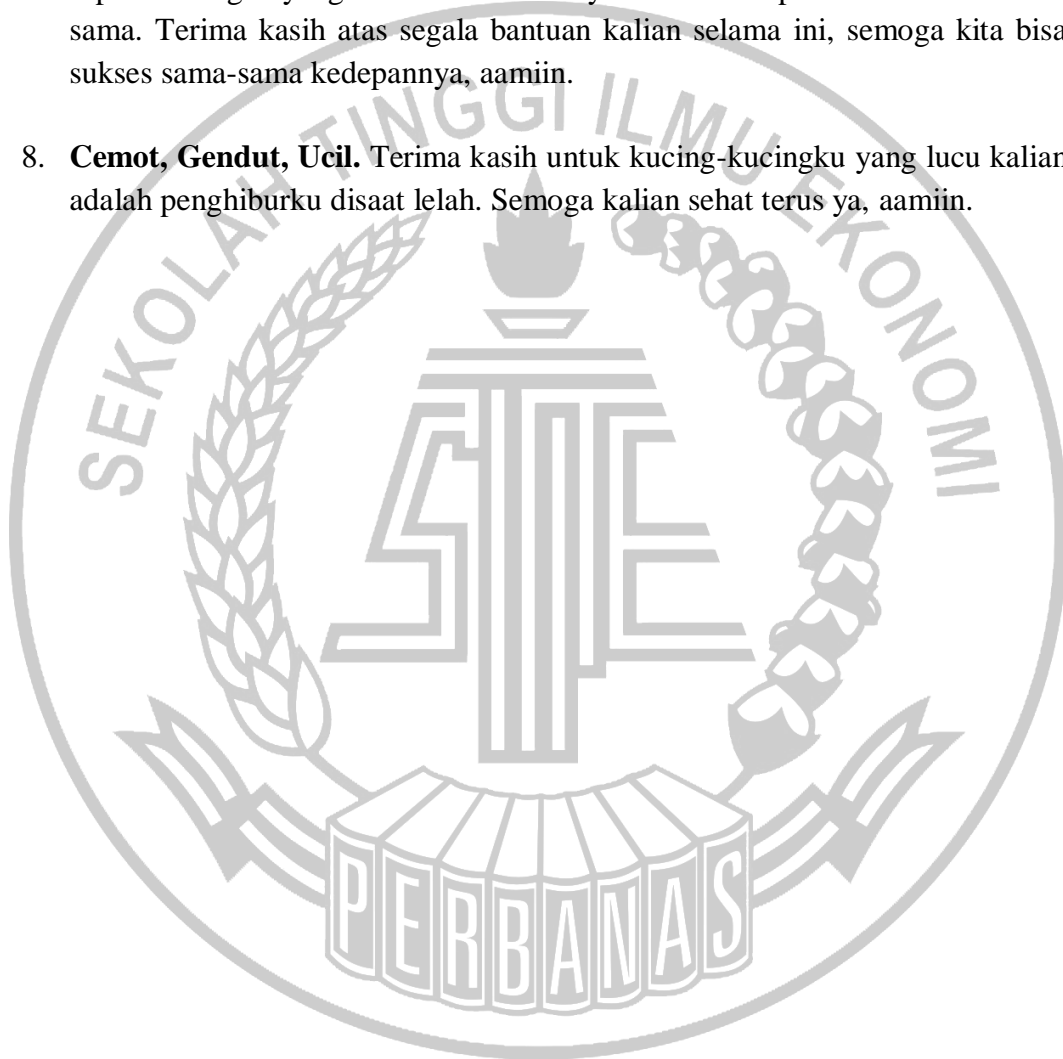 sama. Terima kasih atas segala bantuan kalian selama ini, semoga kita bisa
sukses sama-sama kedepannya, aamiin.
8. Cemot, Gendut, Ucil. Terima kasih untuk kucing-kucingku yang lucu kalian
adalah penghiburku disaat lelah. Semoga kalian sehat terus ya, aamiin.
SEKOLAH TINGGI ILMU EKONOMI
STIE
PERBANAS